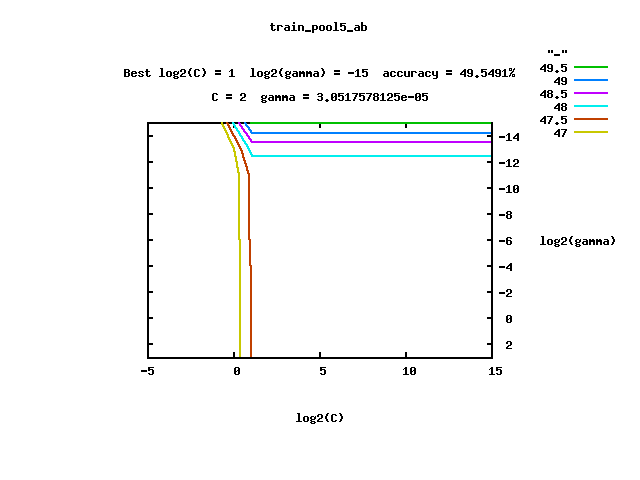 train_pool5_ab
Best log2(C) = 1  log2(gamma) = -15  accuracy = 49.5491%
C = 2  gamma = 3.0517578125e-05
"-"
49.5
49
48.5
48
47.5
47
-14
-12
-10
-8
-6
-4
-2
0
2
log2(gamma)
-5 0 5 10 15
log2(C)